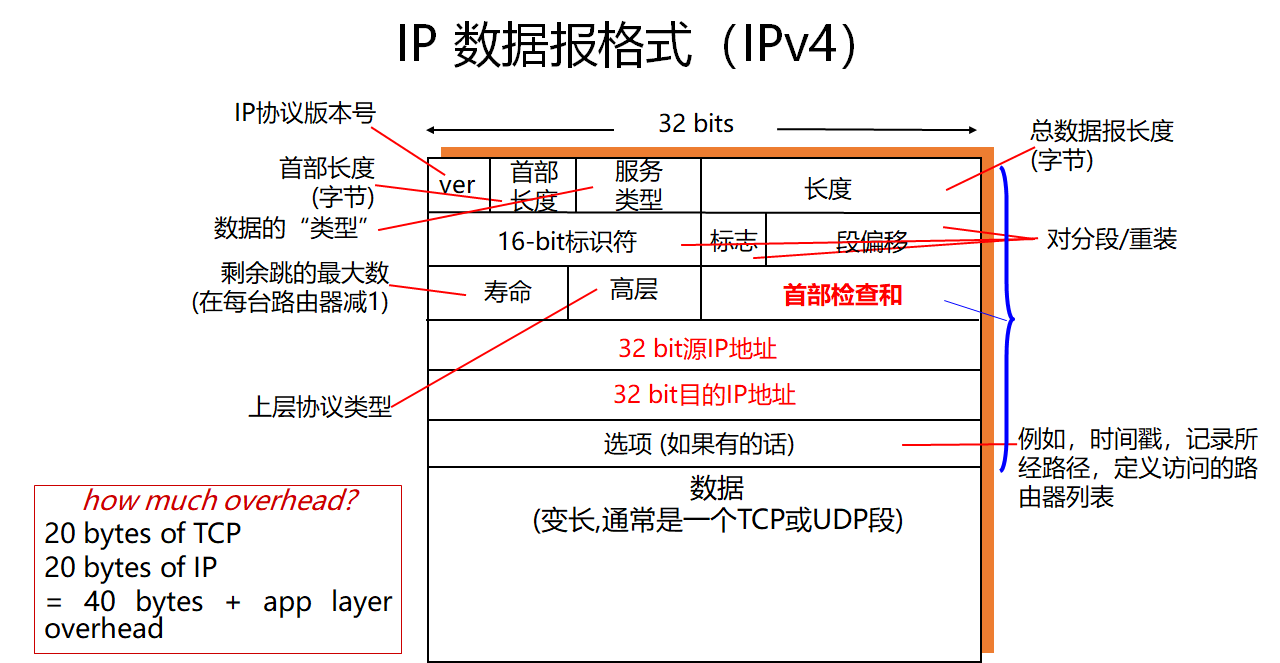 IP 数据报格式（IPv4）
IP协议版本号
32 bits
总数据报长度
(字节)
首部长度
(字节)
数据的“类型”
ver
首部
长度
服务
类型
长度
16-bit标识符
标志
段偏移
对分段/重装
剩余跳的最大数
(在每台路由器减1)
寿命
高层
首部检查和
32 bit源IP地址
上层协议类型
32 bit目的IP地址
选项 (如果有的话)
例如，时间戳，记录所
经路径，定义访问的路
由器列表
数据
(变长,通常是一个TCP或UDP段)
how much overhead?
20 bytes of TCP
20 bytes of IP
= 40 bytes + app layer
overhead